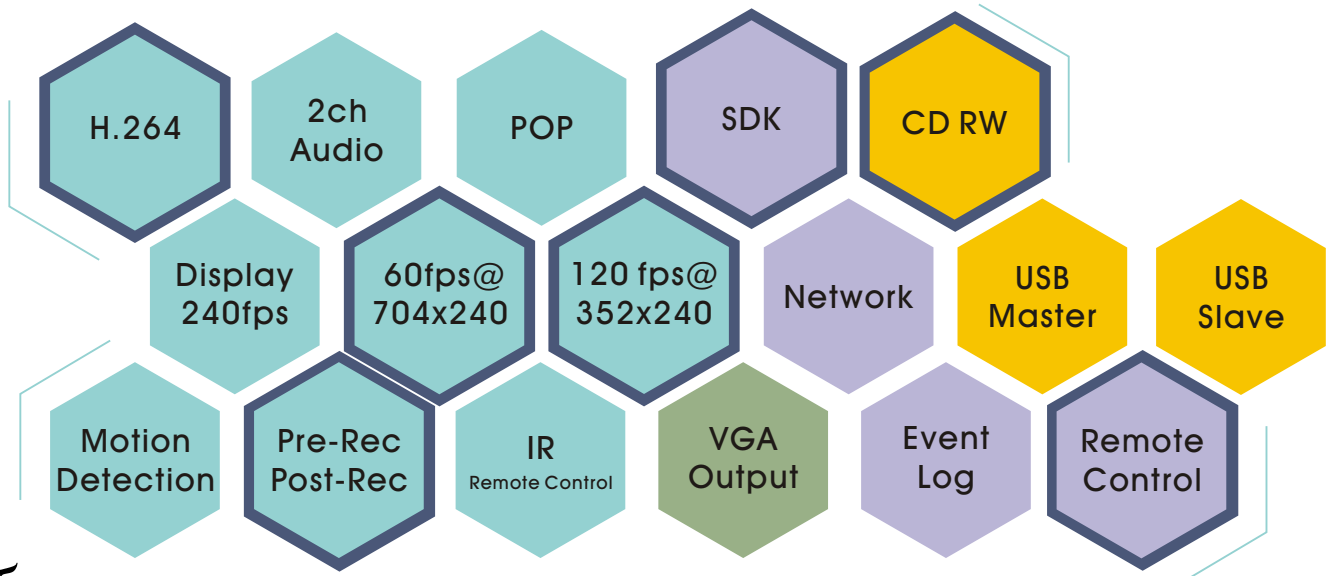 H.264
2ch
Audio
POP
SDK
CD RW
Display
240fps
60fps@
704x240
120 fps@
352x240
Network
USB
Master
USB
Slave
Motion
Detection
Pre-Rec
Post-Rec
IR
Remote Control
VGA
Output
Event
Log
Remote
Control